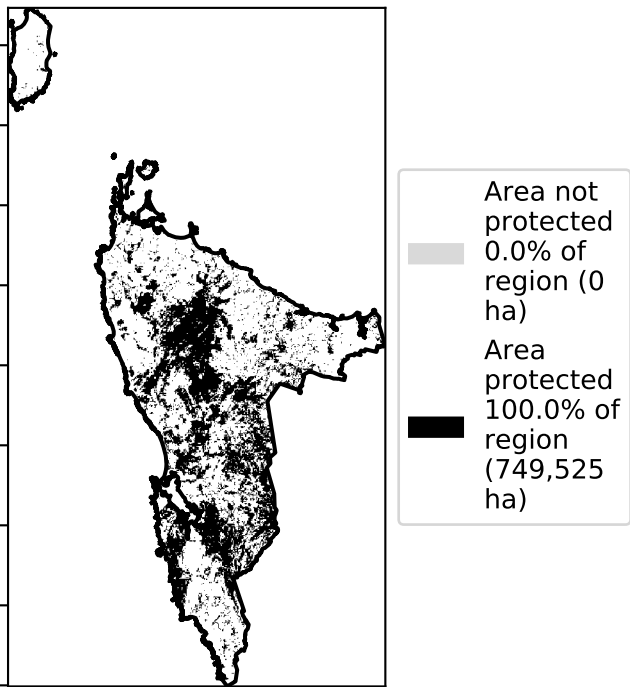 Area not
protected
0.0% of
region (0
ha)
Area
protected
100.0% of
region
(749,525
ha)